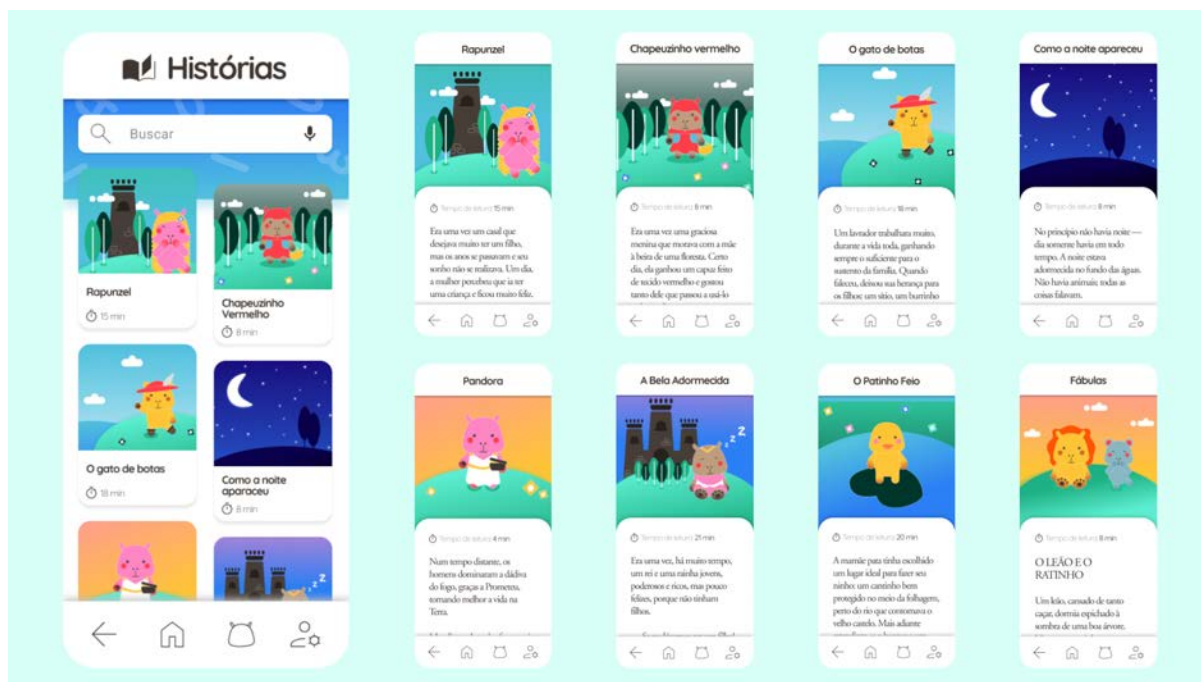 Histórias
Buscar
Rapunzel
15 min
Chapeuzinho
Vermelho
8 min
O gato de botas
18 min
Como a noite
aparaceu
8 min
z z Z
Rapunzel
Tempo de leitura 15 min
Era uma vez um casal que
desejava muito ter um filho,
mas os anos se passavam e seu
sonho não se realizava. Um dia,
a mulher percebeu que ia ter
uma criança e ficou muito feliz.
Chapeuzinho vermelho
Tempo de leitura 8 min
Era uma vez uma graciosa
menina que morava com a mãe
à beira de uma floresta. Certo
dia, ela ganhou um capuz feito
de tecido vermelho e gostou
tanto dele que passou a usá-lo
O gato de botas
Tempo de leitura 18 min
Um lavrador trabalhara muito,
durante a vida toda, ganhando
sempre o suficiente para o
sustento da família. Quando
faleceu, deixou sua herança para
os filhos: um sítio, um burrinho
Como a noite apareceu
Tempo de leitura 8 min
No princípio não havia noite —
dia somente havia em todo
tempo. A noite estava
adormecida no fundo das águas.
Não havia animais; todas as
coisas falavam.
Pandora
Tempo de leitura 4 min
Num tempo distante, os
homens dominaram a dádiva
do fogo, graças a Prometeu,
tornando melhor a vida na
Terra.
A Bela Adormecida
z z Z
Tempo de leitura 21 min
Era uma vez, há muito tempo,
um rei e uma rainha jovens,
poderosos e ricos, mas pouco
felizes, porque não tinham
filhos.
O Patinho Feio
Tempo de leitura 20 min
A mamãe pata tinha escolhido
um lugar ideal para fazer seu
ninho: um cantinho bem
protegido no meio da folhagem,
perto do rio que contornava o
velho castelo. Mais adiante
Fábulas
Tempo de leitura 8 min
O LEÃO E O
RATINHO
Um leão, cansado de tanto
caçar, dormia espichado à
sombra de uma boa árvore.